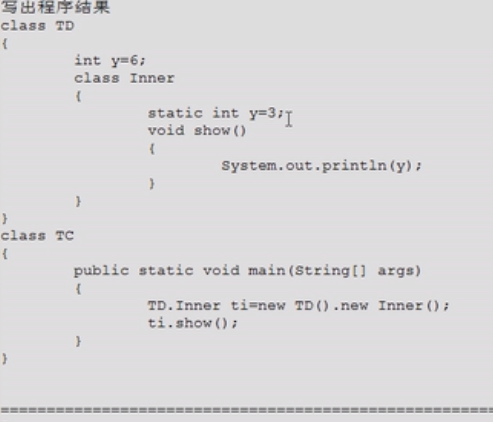 写出程序结果
class TD
{
int y=6;
class Inner
{
static int y=3;
void show()
{
System.out.println(y);
}
}
}
class TC
{
public static void main(String[] args)
{
TD.Inner ti=new TD().new Inner();
ti.show();
}
}
======================================================